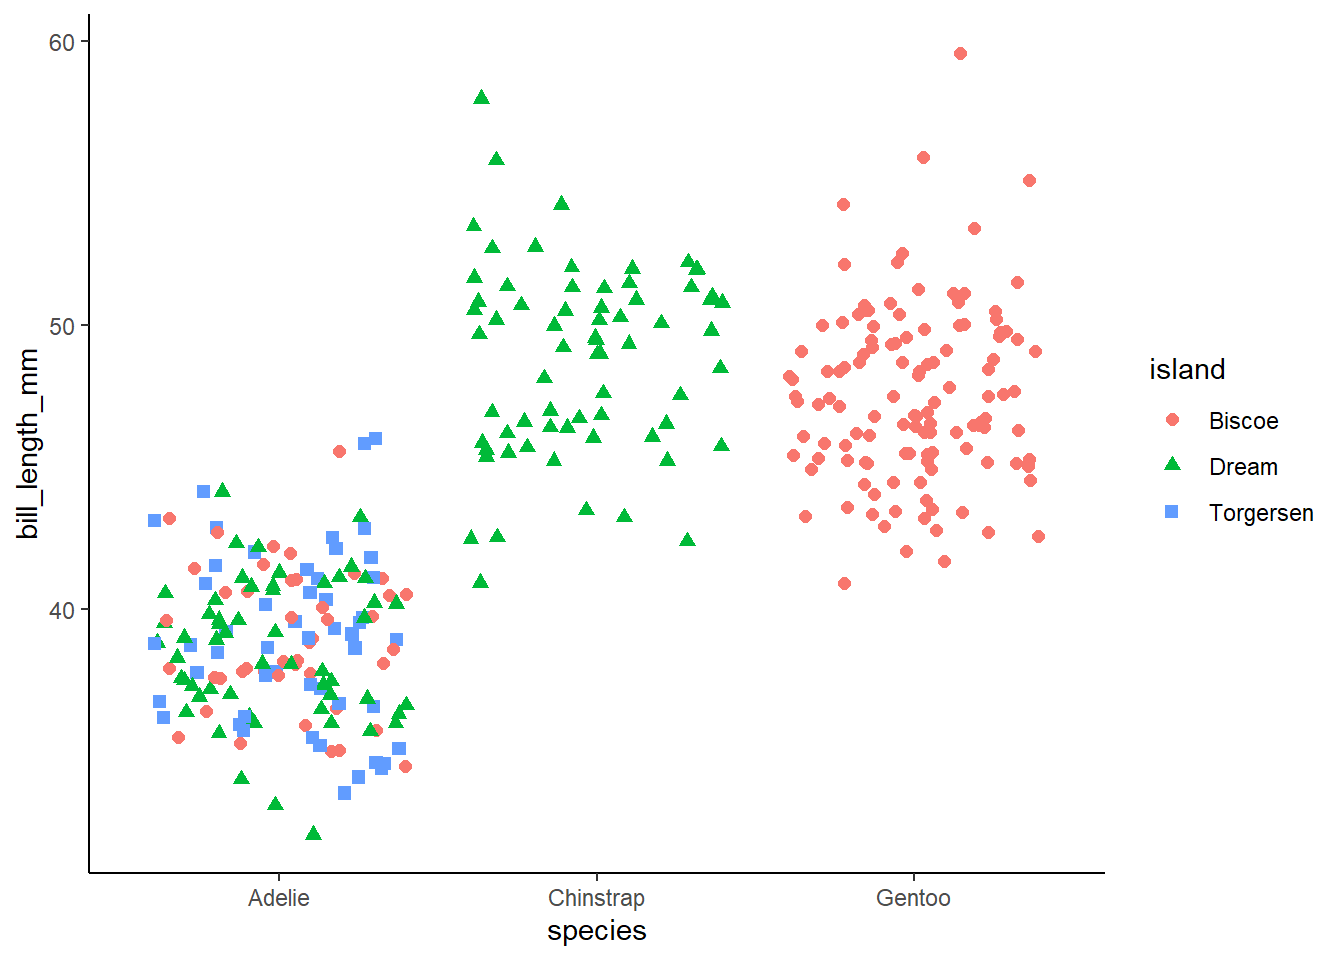 bill_length_mm
60
50
40
Adelie
Chinstrap
Gentoo
species
island
Biscoe
Dream
Torgersen